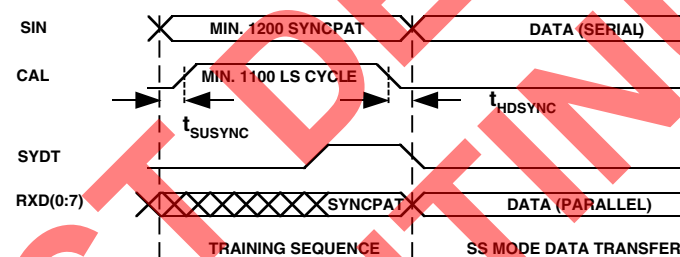 SIN MIN. 1200 SYNCPAT DATA (SERIAL)
CAL MIN. 1100 LS CYCLE
tSUSYNC tHDSYNC
SYDT
RXD(0:7) SYNCPAT DATA (PARALLEL)
TRAINING SEQUENCE SS MODE DATA TRANSFER